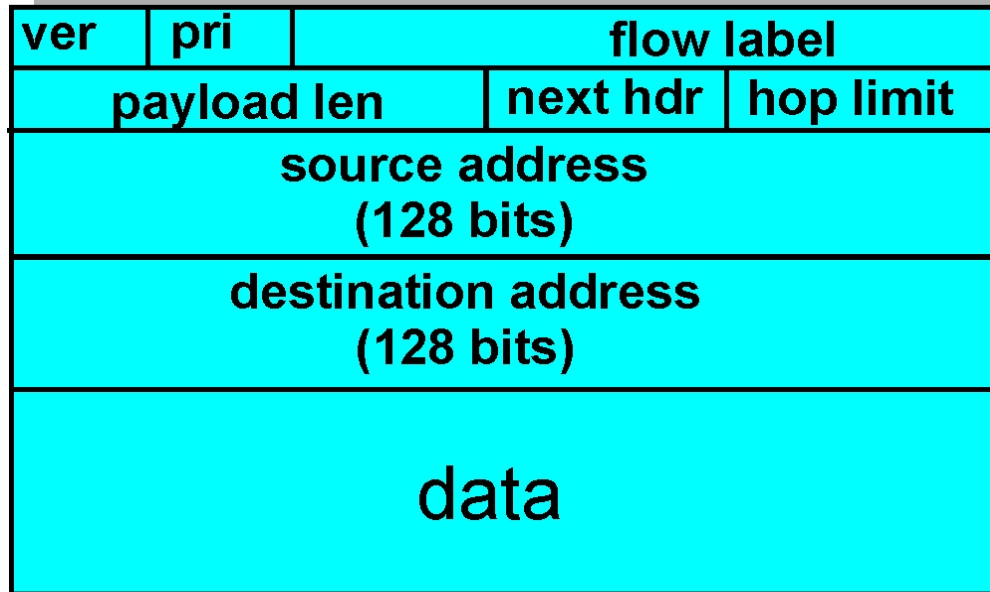 ver pri flow label
payload len next hdr hop limit
source address
(128 bits)
destination address
(128 bits)
data